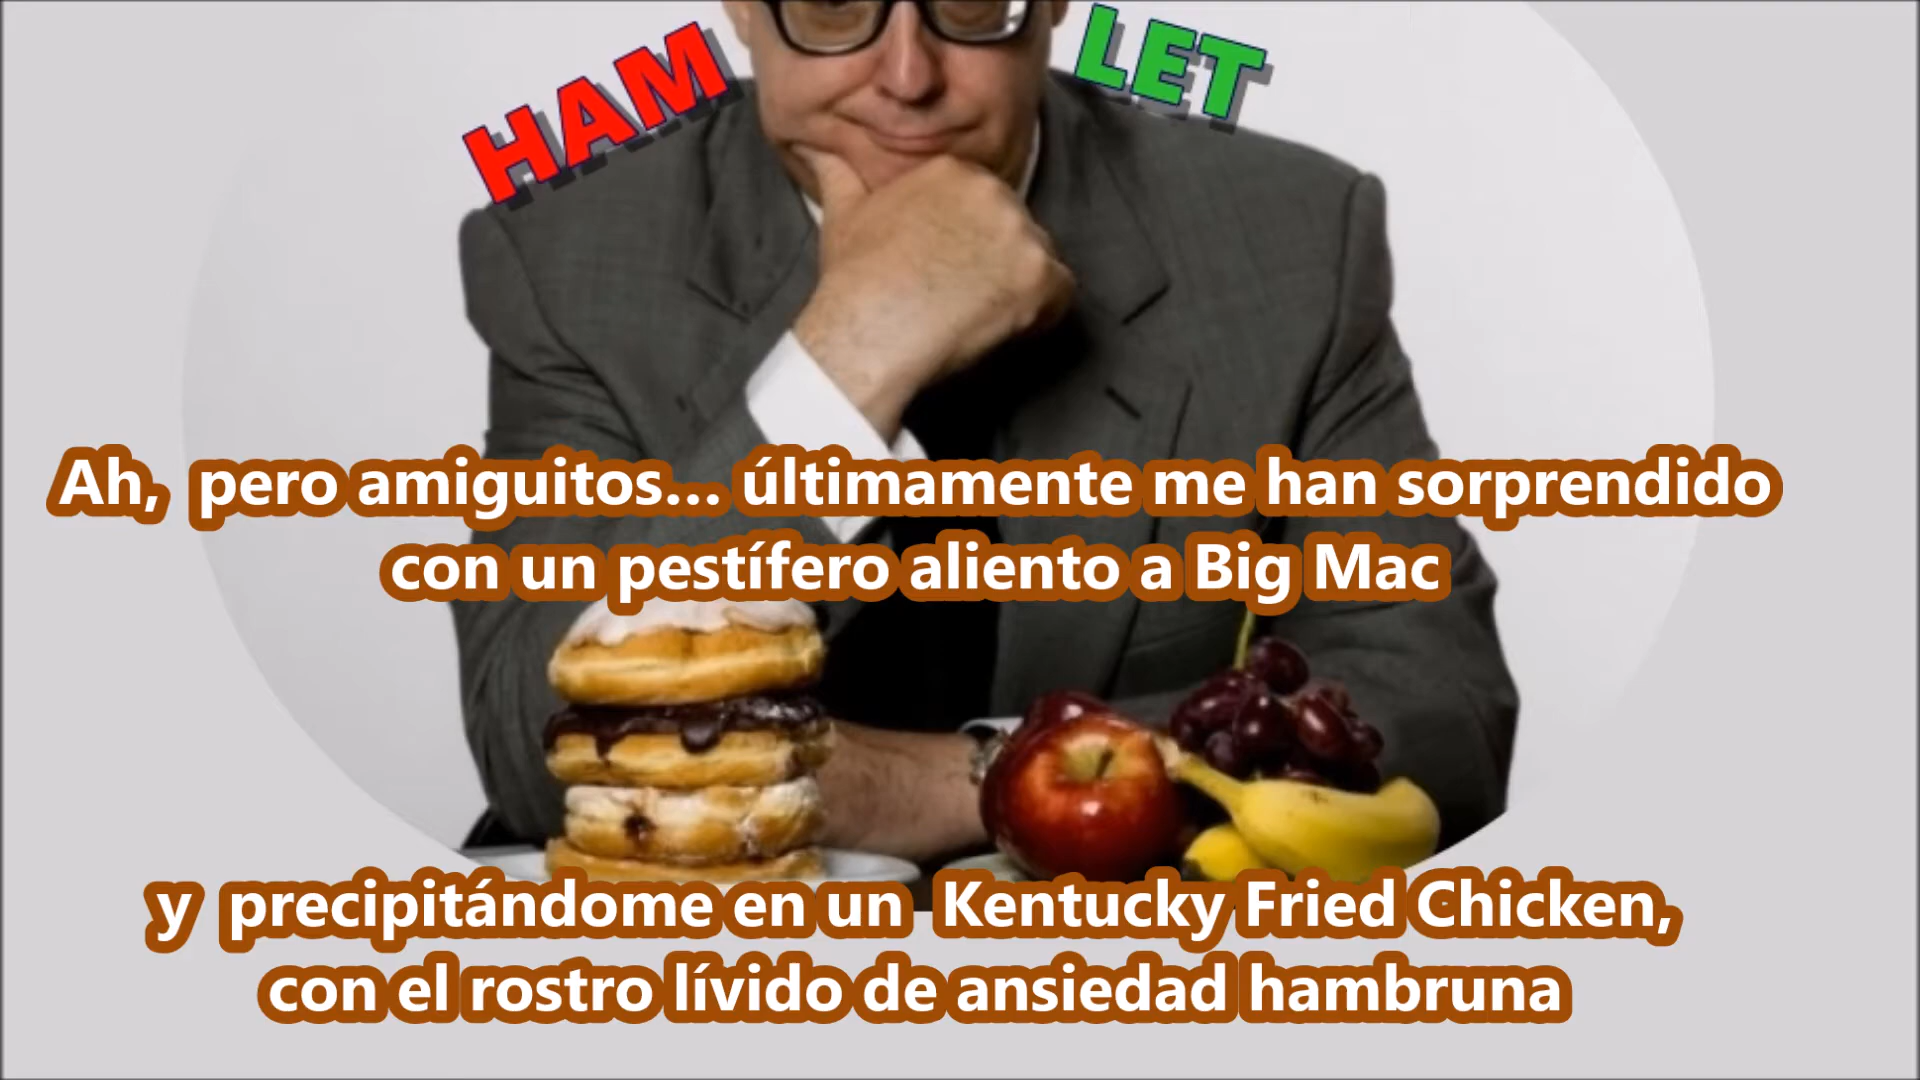 HAM LET
Ah, pero amiguitos... últimamente me han sorprendido
con un pestífero aliento a Big Mac
y precipitándome en un Kentucky Fried Chicken,
con el rostro lívido de ansiedad hambruna